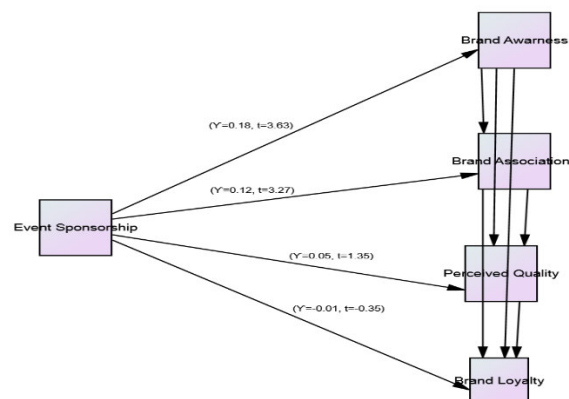 Brand Awarness
(Y=0.18, t=3.63)
Brand Association
(Y=0.12, t=3.27)
Event Sponsorship
(Y=0.05, t=1.35)
Perceived Quality
(Y=-0.01, t=-0.35)
Brand Loyalty